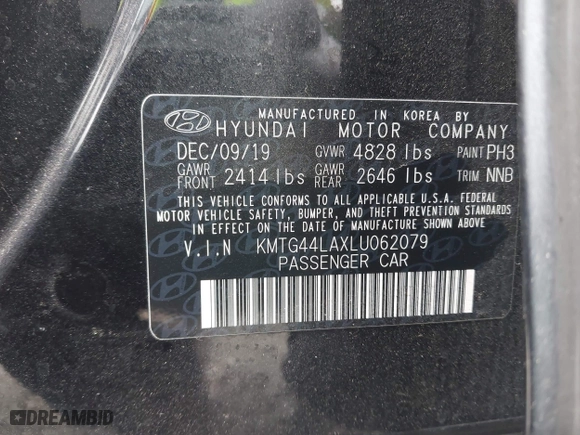 MANUFACTURED IN KOREA BY
HYUNDAI MOTOR COMPANY
DEC/09/19 GVWR 4828 lbs PAINT PH3
GAWR FRONT 2414 lbs GAWR REAR 2646 lbs TRIM NNB
THIS VEHICLE CONFORMS TO ALL APPLICABLE U.S.A. FEDERAL
MOTOR VEHICLE SAFETY, BUMPER, AND THEFT PREVENTION STANDARDS
IN EFFECT ON THE DATE OF MANUFACTURE SHOWN ABOVE
V.I.N KMTG44LAXLU062079
PASSENGER CAR
DREAMBID